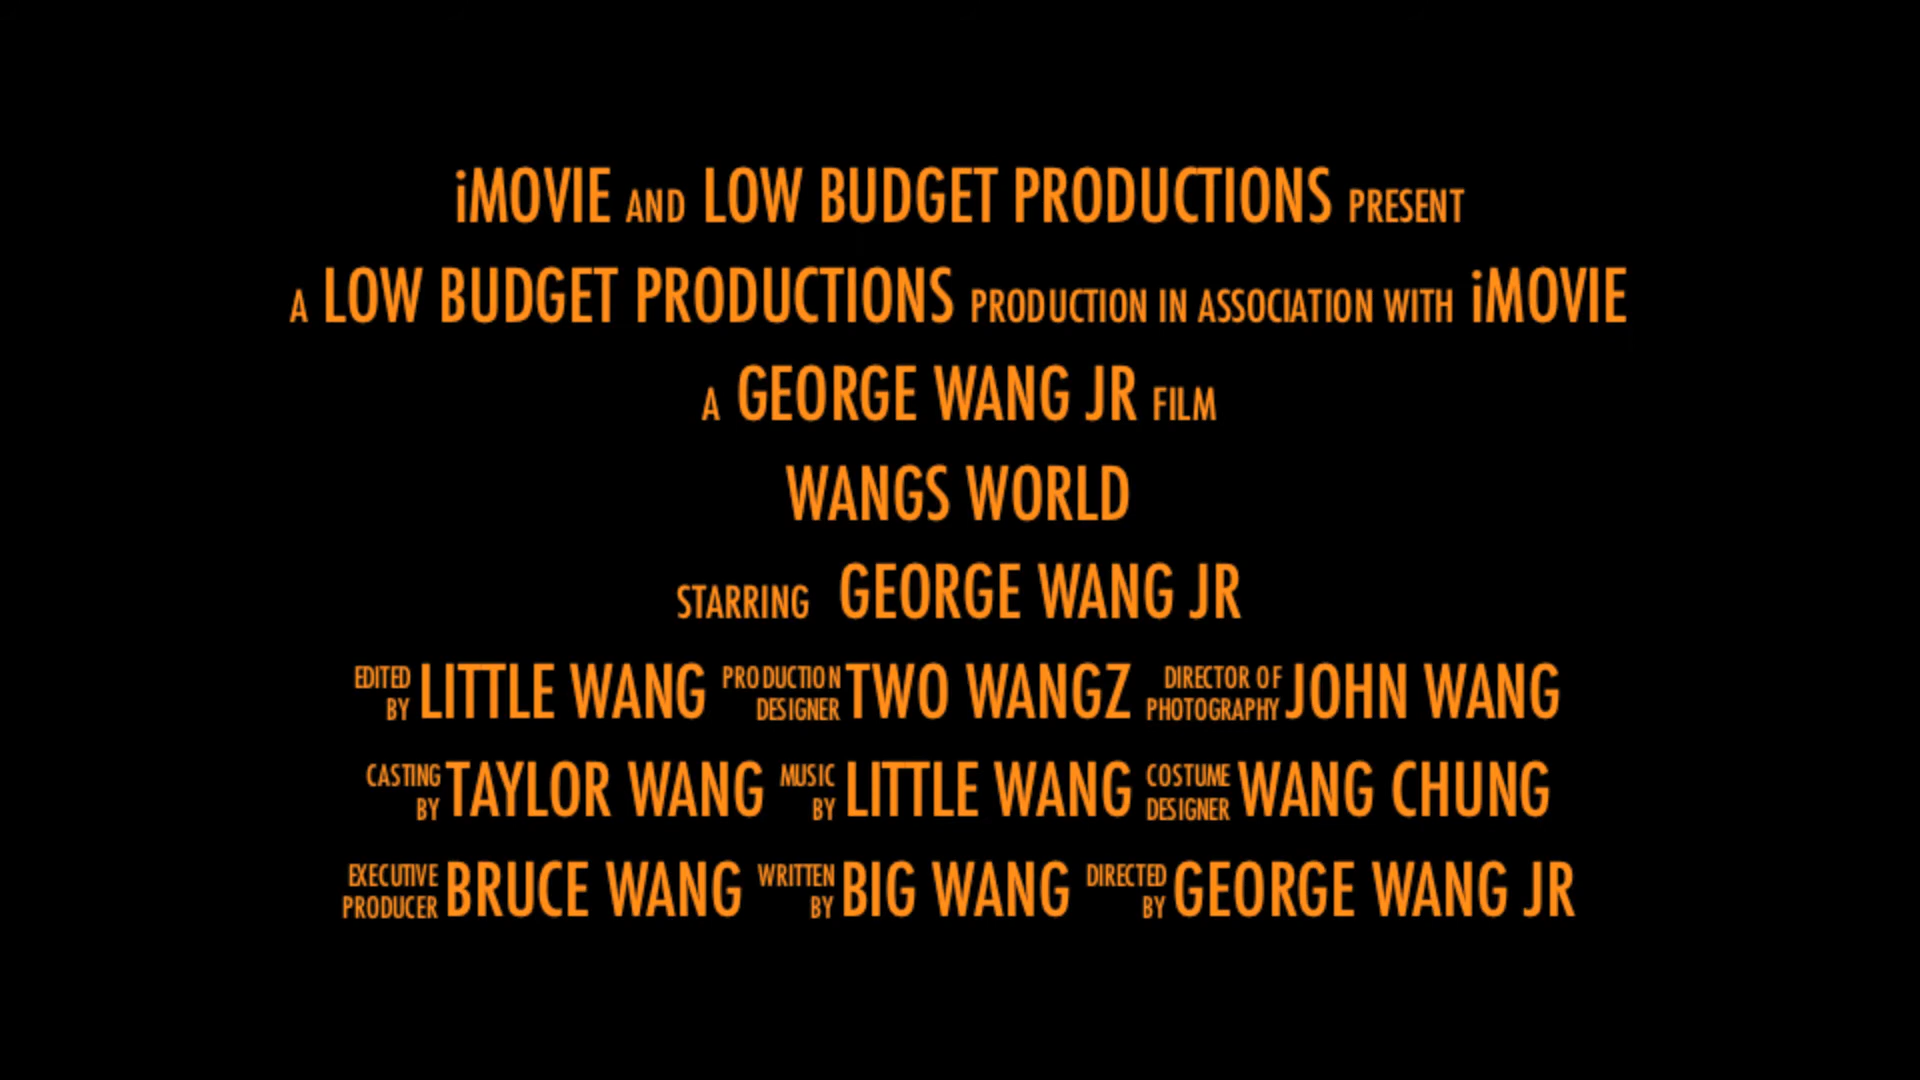 iMOVIE AND LOW BUDGET PRODUCTIONS PRESENT
A LOW BUDGET PRODUCTIONS PRODUCTION IN ASSOCIATION WITH iMOVIE
A GEORGE WANG JR FILM
WANGS WORLD
STARRING GEORGE WANG JR
EDITED BY LITTLE WANG PRODUCTION DESIGNER TWO WANGZ DIRECTOR OF PHOTOGRAPHY JOHN WANG
CASTING BY TAYLOR WANG MUSIC BY LITTLE WANG COSTUME DESIGNER WANG CHUNG
EXECUTIVE PRODUCER BRUCE WANG WRITTEN BY BIG WANG DIRECTED BY GEORGE WANG JR